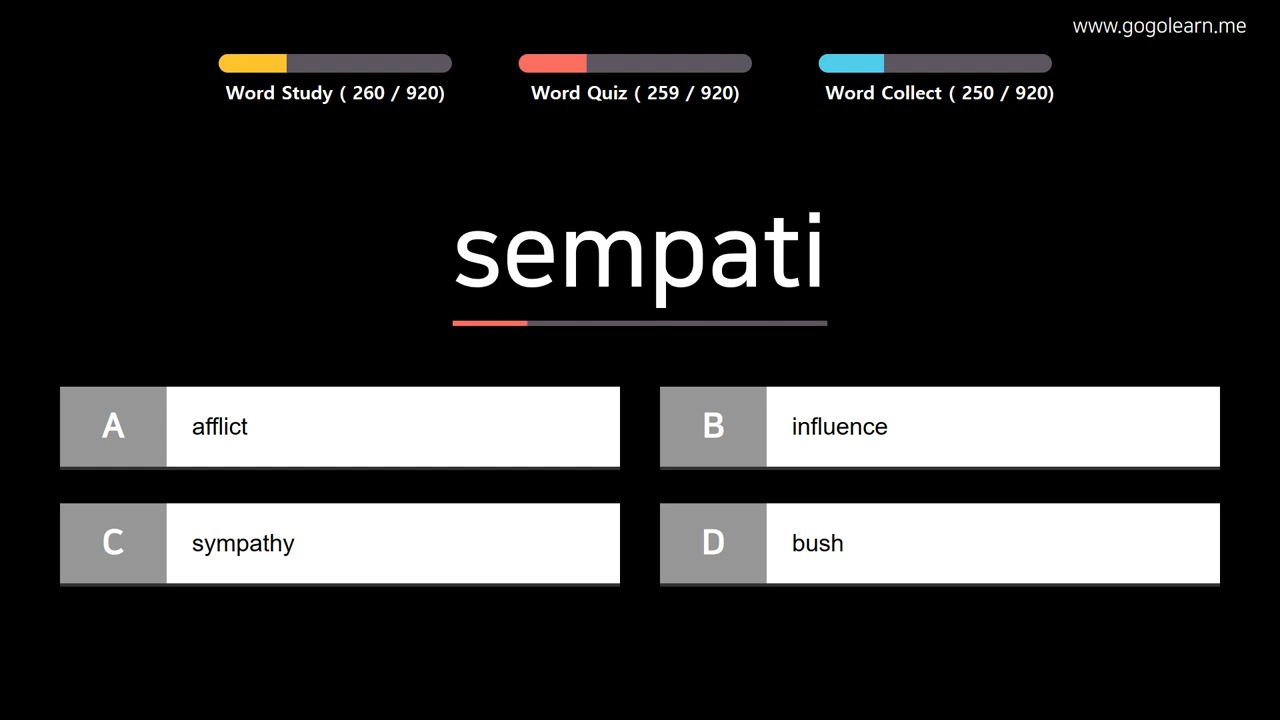 www.gogolearn.me
Word Study ( 260 / 920)
Word Quiz ( 259 / 920)
Word Collect ( 250 / 920)
sempati
A afflict
B influence
C sympathy
D bush